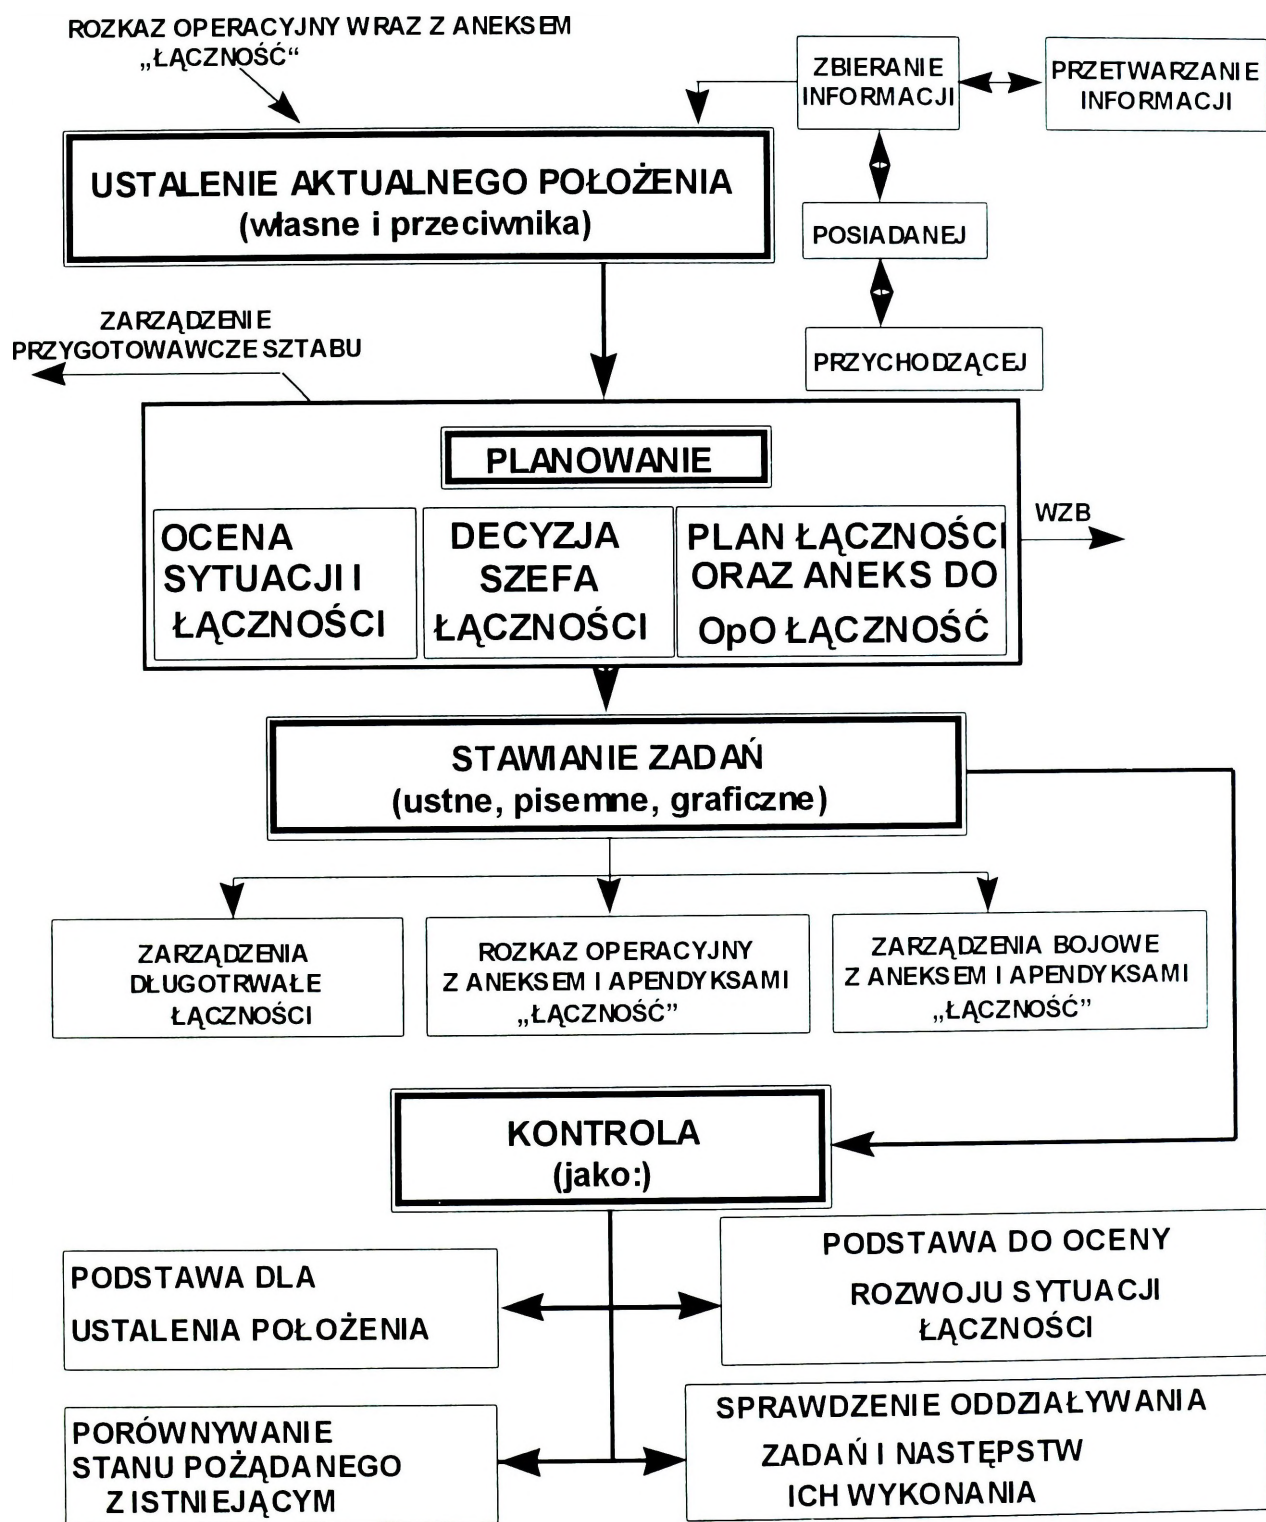 ROZKAZ OPERACYJNY WRAZ Z ANEKSEM
„ŁĄCZNOŚĆ“
ZBIERANIE
INFORMACJI
PRZETWARZANIE
INFORMACJI
USTALENIE AKTUALNEGO POŁOŻENIA
(własne i przeciwnika)
POSIADANEJ
PRZYCHODZĄCEJ
ZARZĄDZENIE
PRZYGOTOWAWCZE SZTABU
PLANOWANIE
OCENA
SYTUACJI I
ŁĄCZNOŚCI
DECYZJA
SZEFA
ŁĄCZNOŚCI
PLAN ŁĄCZNOŚCI
ORAZ ANEKS DO
OpO ŁĄCZNOŚĆ
WZB
STAWIANIE ZADAŃ
(ustne, pisemne, graficzne)
ZARZĄDZENIA
DŁUGOTRWAŁE
ŁĄCZNOŚCI
ROZKAZ OPERACYJNY
Z ANEKSEM I APENDYKSAMI
„ŁĄCZNOŚĆ”
ZARZĄDZENIA BOJOWE
Z ANEKSEM I APENDYKSAMI
„ŁĄCZNOŚĆ”
KONTROLA
(jako:)
PODSTAWA DLA
USTALENIA POŁOŻENIA
PODSTAWA DO OCENY
ROZWOJU SYTUACJI
ŁĄCZNOŚCI
PORÓWNYWANIE
STANU POŻĄDANEGO
Z ISTNIEJĄCYM
SPRAWDZENIE ODDZIAŁYWANIA
ZADAŃ I NASTĘPSTW
ICH WYKONANIA